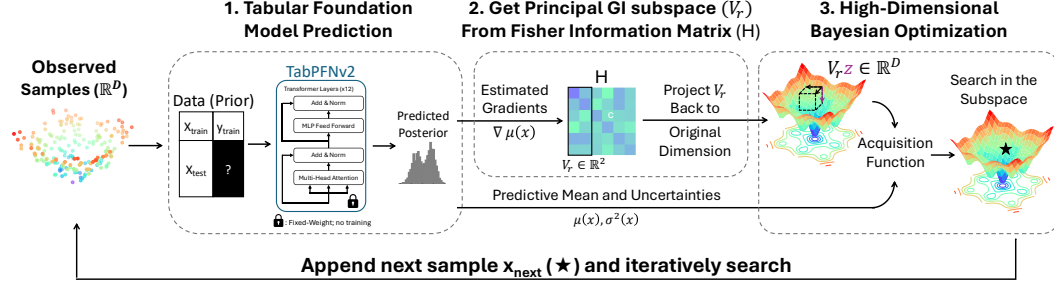 1. Tabular Foundation
Model Prediction
2. Get Principal GI subspace (V_r)
From Fisher Information Matrix (H)
3. High-Dimensional
Bayesian Optimization
Observed
Samples (ℝ^D)
Data (Prior)
X_train
y_train
X_test
?
TabPFNv2
Transformer Layers (x12)
Add & Norm
MLP Feed Forward
Add & Norm
Multi-Head Attention
: Fixed-Weight; no training
Predicted
Posterior
Estimated
Gradients
∇ μ(x)
H
C
V_r ∈ ℝ^2
Project V_r
Back to
Original
Dimension
Predictive Mean and Uncertainties
μ(x), σ^2(x)
V_r z ∈ ℝ^D
Acquisition
Function
Search in the
Subspace
Append next sample x_next (★) and iteratively search